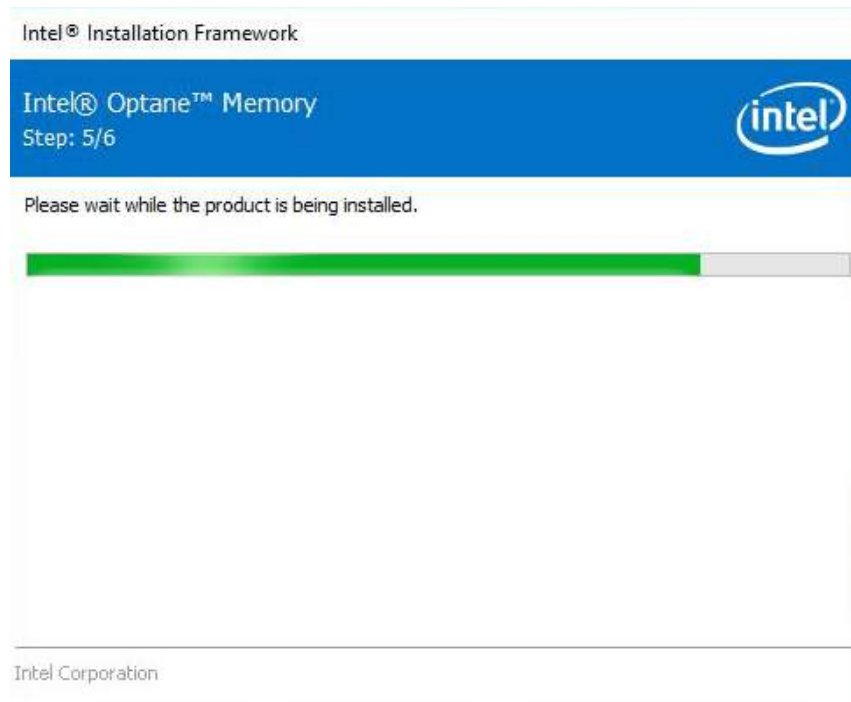 Intel® Installation Framework
Intel® Optane™ Memory
Step: 5/6
intel
Please wait while the product is being installed.
Intel Corporation